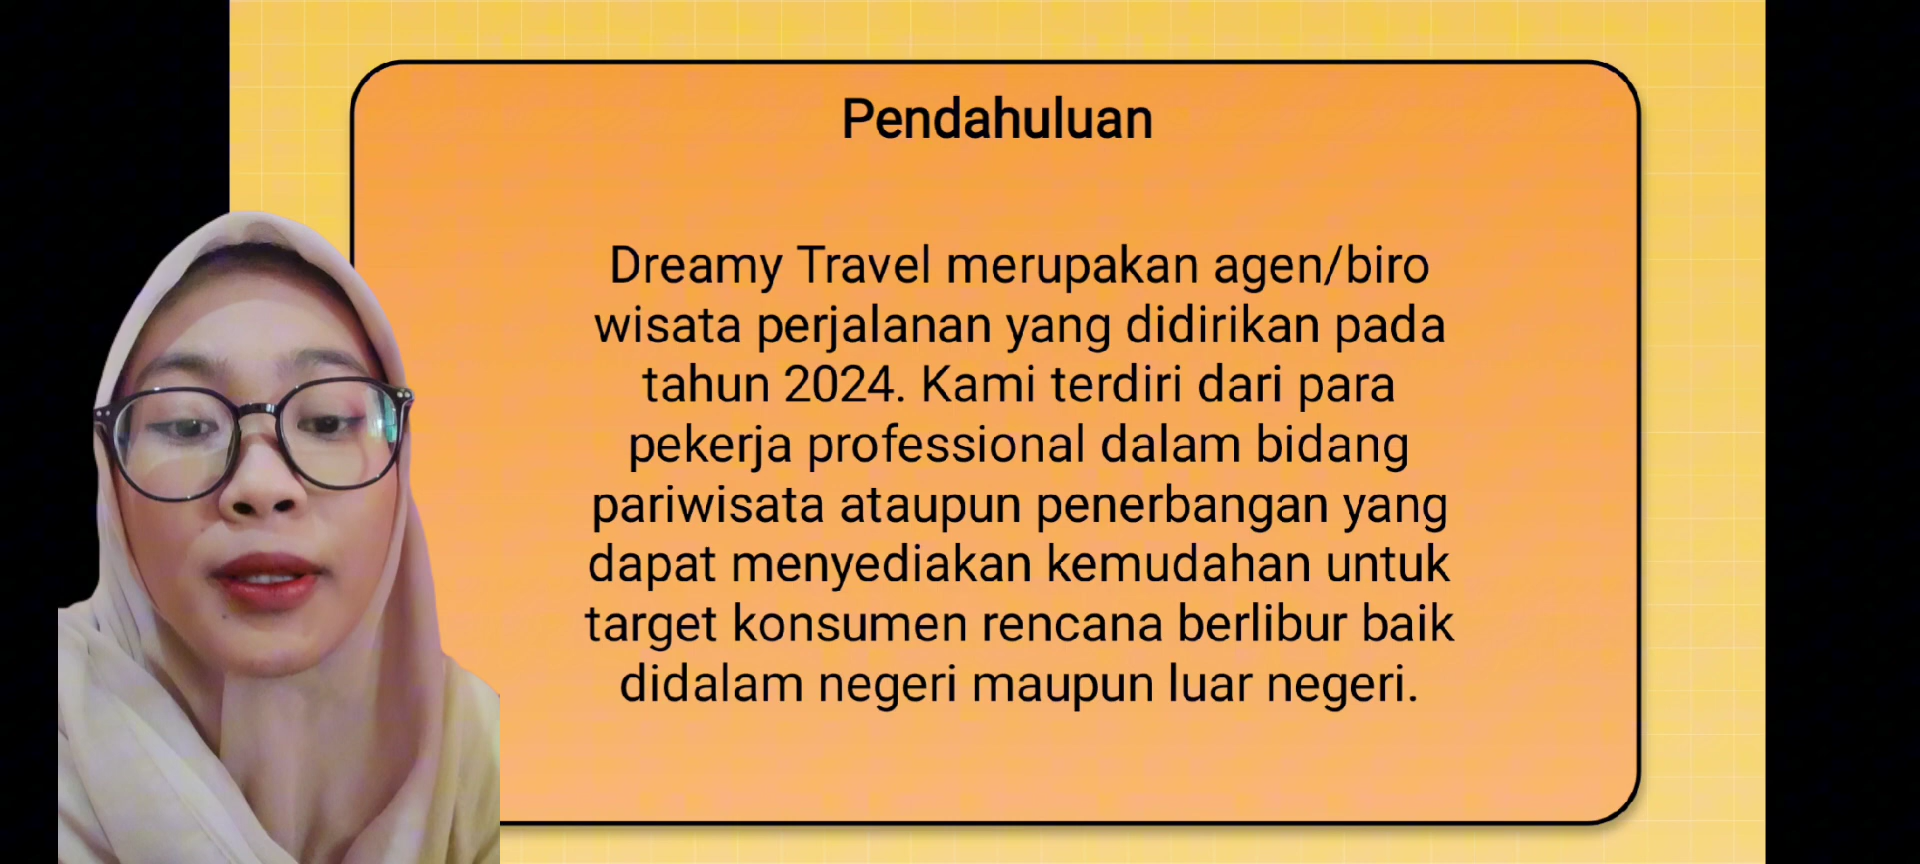 Pendahuluan
Dreamy Travel merupakan agen/biro
wisata perjalanan yang didirikan pada
tahun 2024. Kami terdiri dari para
pekerja professional dalam bidang
pariwisata ataupun penerbangan yang
dapat menyediakan kemudahan untuk
target konsumen rencana berlibur baik
didalam negeri maupun luar negeri.